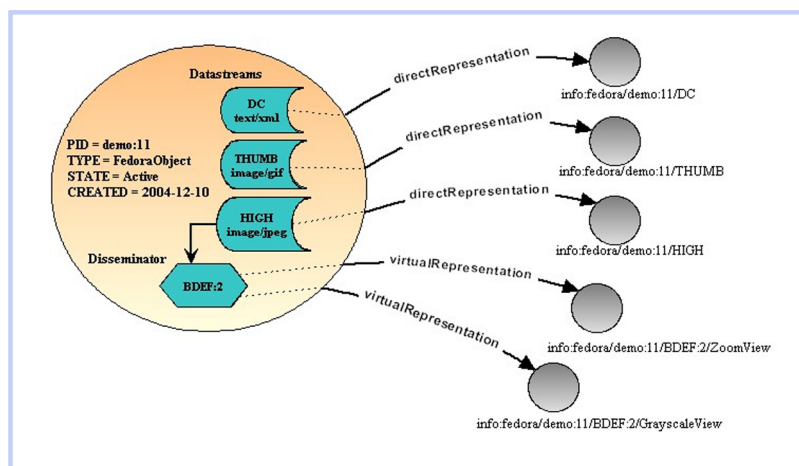 Datastreams
DC
text/xml
PID = demo:11
TYPE = FedoraObject
STATE = Active
CREATED = 2004-12-10
THUMB
image/gif
HIGH
image/jpeg
Disseminator
BDEF:2
directRepresentation
info:fedora/demo:11/DC
directRepresentation
info:fedora/demo:11/THUMB
directRepresentation
info:fedora/demo:11/HIGH
virtualRepresentation
info:fedora/demo:11/BDEF:2/ZoomView
virtualRepresentation
info:fedora/demo:11/BDEF:2/GrayscaleView